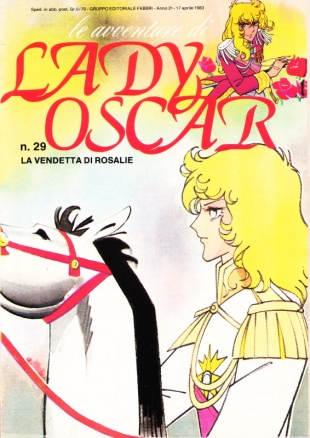 Sped. in abb. post. Gr. II/70 - GRUPPO EDITORIALE FABBRI - Anno 2º - 17 aprile 1983
le avventure di
LADY
OSCAR
n. 29
LA VENDETTA DI ROSALIE